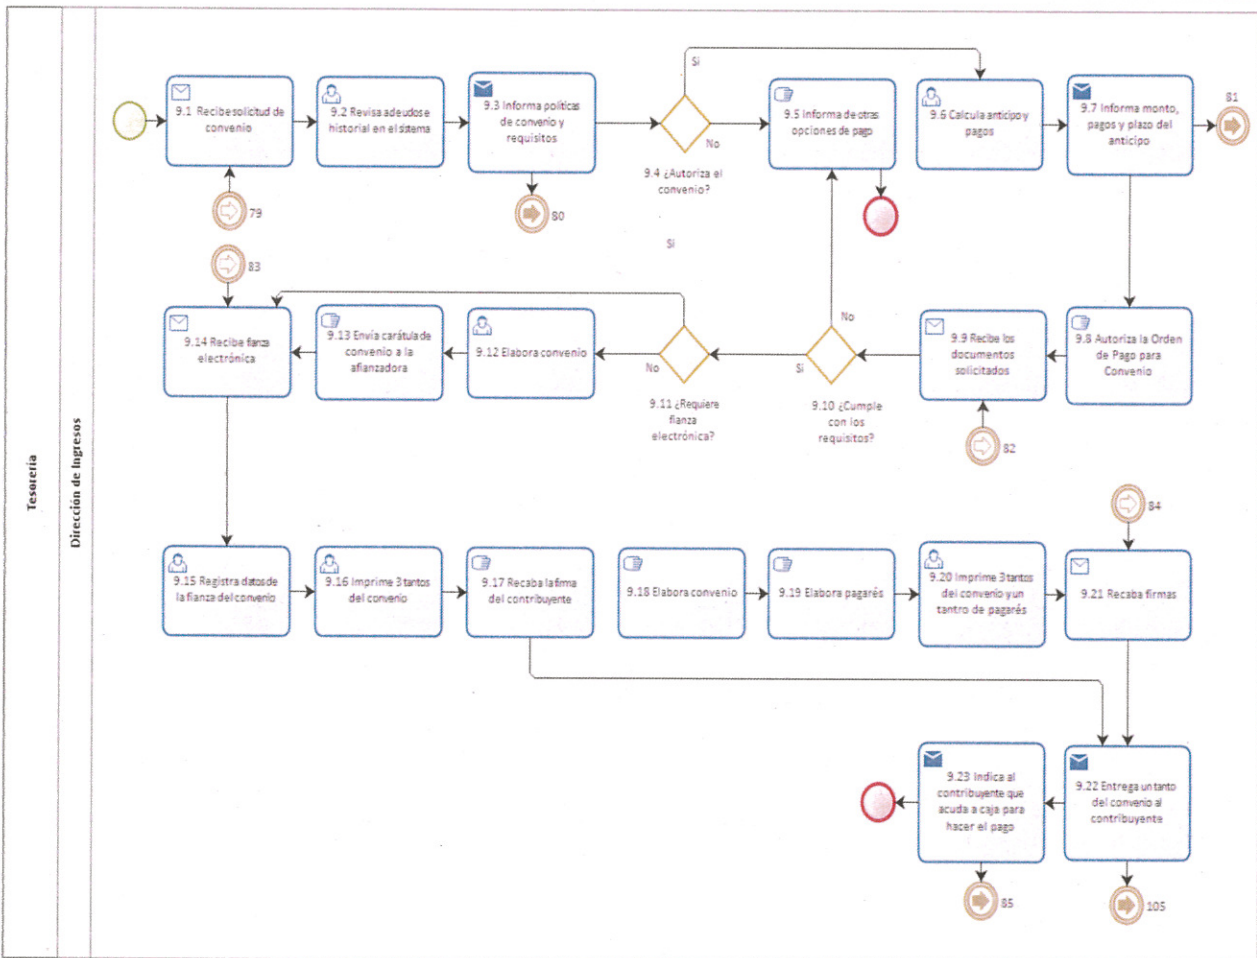 Tesorería
Dirección de Ingresos
9.1 Recibe solicitud de
convenio
9.2 Revisa adeudos e
historial en el sistema
9.3 Informa políticas
de convenio y
requisitos
Si
No
9.4 ¿Autoriza el
convenio?
9.5 Informa de otras
opciones de pago
9.6 Calcula anticipo y
pagos
9.7 Informa monto,
pagos y plazo del
anticipo
81
79
80
Si
83
9.14 Recibe fianza
electrónica
9.13 Envía carátula de
convenio a la
afianzadora
9.12 Elabora convenio
No
9.11 ¿Requiere
fianza
electrónica?
No
Si
9.10 ¿Cumple
con los
requisitos?
9.9 Recibe los
documentos
solicitados
9.8 Autoriza la Orden
de Pago para
Convenio
82
84
9.15 Registra datos de
la fianza del convenio
9.16 Imprime 3 tantos
del convenio
9.17 Recaba la firma
del contribuyente
9.18 Elabora convenio
9.19 Elabora pagarés
9.20 Imprime 3 tantos
del convenio y un
tantro de pagarés
9.21 Recaba firmas
9.23 Indica al
contribuyente que
acuda a caja para
hacer el pago
9.22 Entrega un tanto
del convenio al
contribuyente
85
105